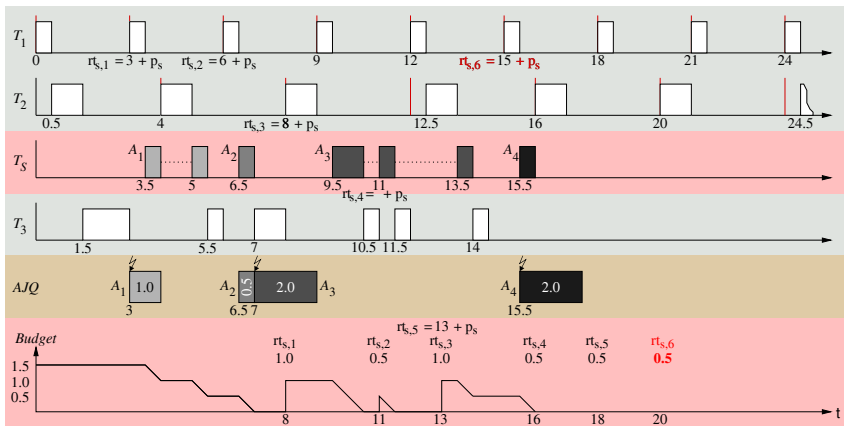 T1
0 3 + ps 6 + ps 9 12 15 + ps 18 21 24
rts,1 = rts,2 = rts,6 =
T2
0.5 4 8 + ps 12.5 16 20 24.5
rts,3 =
TS
A1 A2 A3 A4
3.5 5 6.5 9.5 11 13.5 15.5
rts,4 = + ps
T3
1.5 5.5 7 10.5 11.5 14
AJQ
A1 1.0 A2 0.5 2.0 A3 A4 2.0
3 6.5 7 15.5
rts,5 = 13 + ps
Budget
rts,1 rts,2 rts,3 rts,4 rts,5 rts,6
1.0 0.5 1.0 0.5 0.5 0.5
1.5
1.0
0.5
8 11 13 16 18 20 t